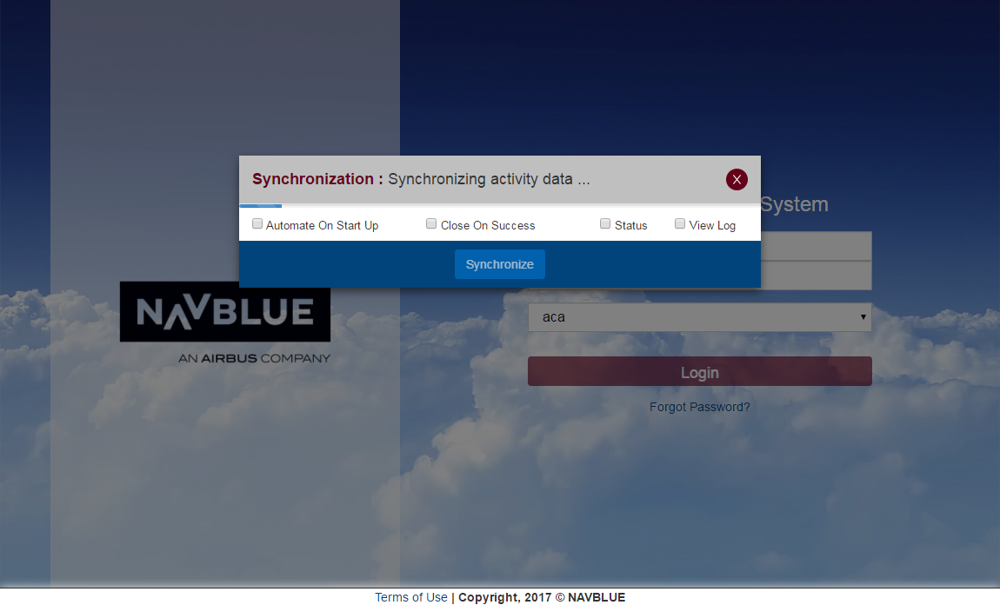 Synchronization : Synchronizing activity data ...
X
System
Automate On Start Up
Close On Success
Status
View Log
Synchronize
NAVBLUE
AN AIRBUS COMPANY
aca
Login
Forgot Password?
Terms of Use | Copyright, 2017 © NAVBLUE